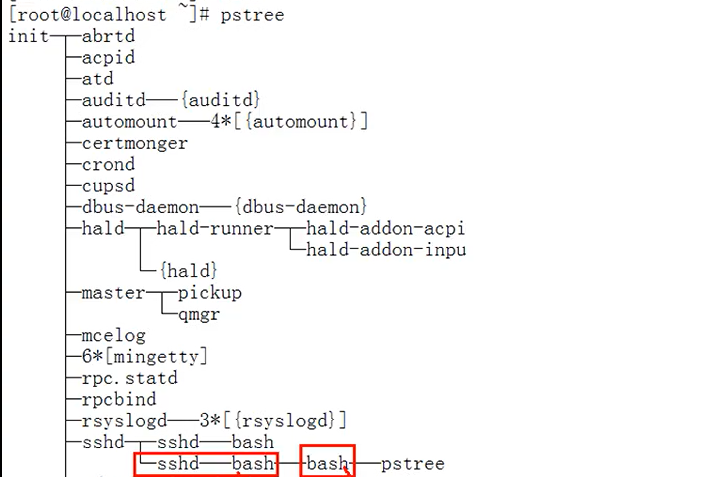 [root@localhost ~]# pstree
init─┬─abrtd
├─acpid
├─atd
├─auditd───{auditd}
├─automount───4*[{automount}]
├─certmonger
├─crond
├─cupsd
├─dbus-daemon───{dbus-daemon}
├─hald─┬─hald-runner─┬─hald-addon-acpi
│ │ └─hald-addon-inpu
│ └─{hald}
├─master─┬─pickup
│ └─qmgr
├─mcelog
├─6*[mingetty]
├─rpc.statd
├─rpcbind
├─rsyslogd───3*[{rsyslogd}]
├─sshd─┬─sshd───bash
│ └─sshd───bash───bash───pstree